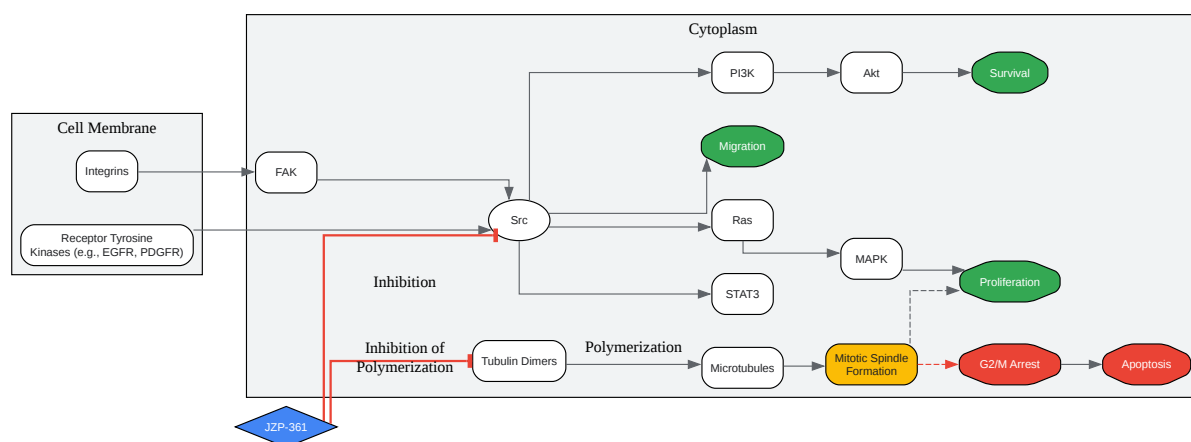 Cytoplasm
PI3K
Akt
Survival
Cell Membrane
Migration
Integrins
FAK
Src
Ras
Receptor Tyrosine
Kinases (e.g., EGFR, PDGFR)
MAPK
Inhibition
STAT3
Proliferation
Inhibition of
Polymerization
Tubulin Dimers
Polymerization
Microtubules
Mitotic Spindle
Formation
G2/M Arrest
Apoptosis
JZP-361